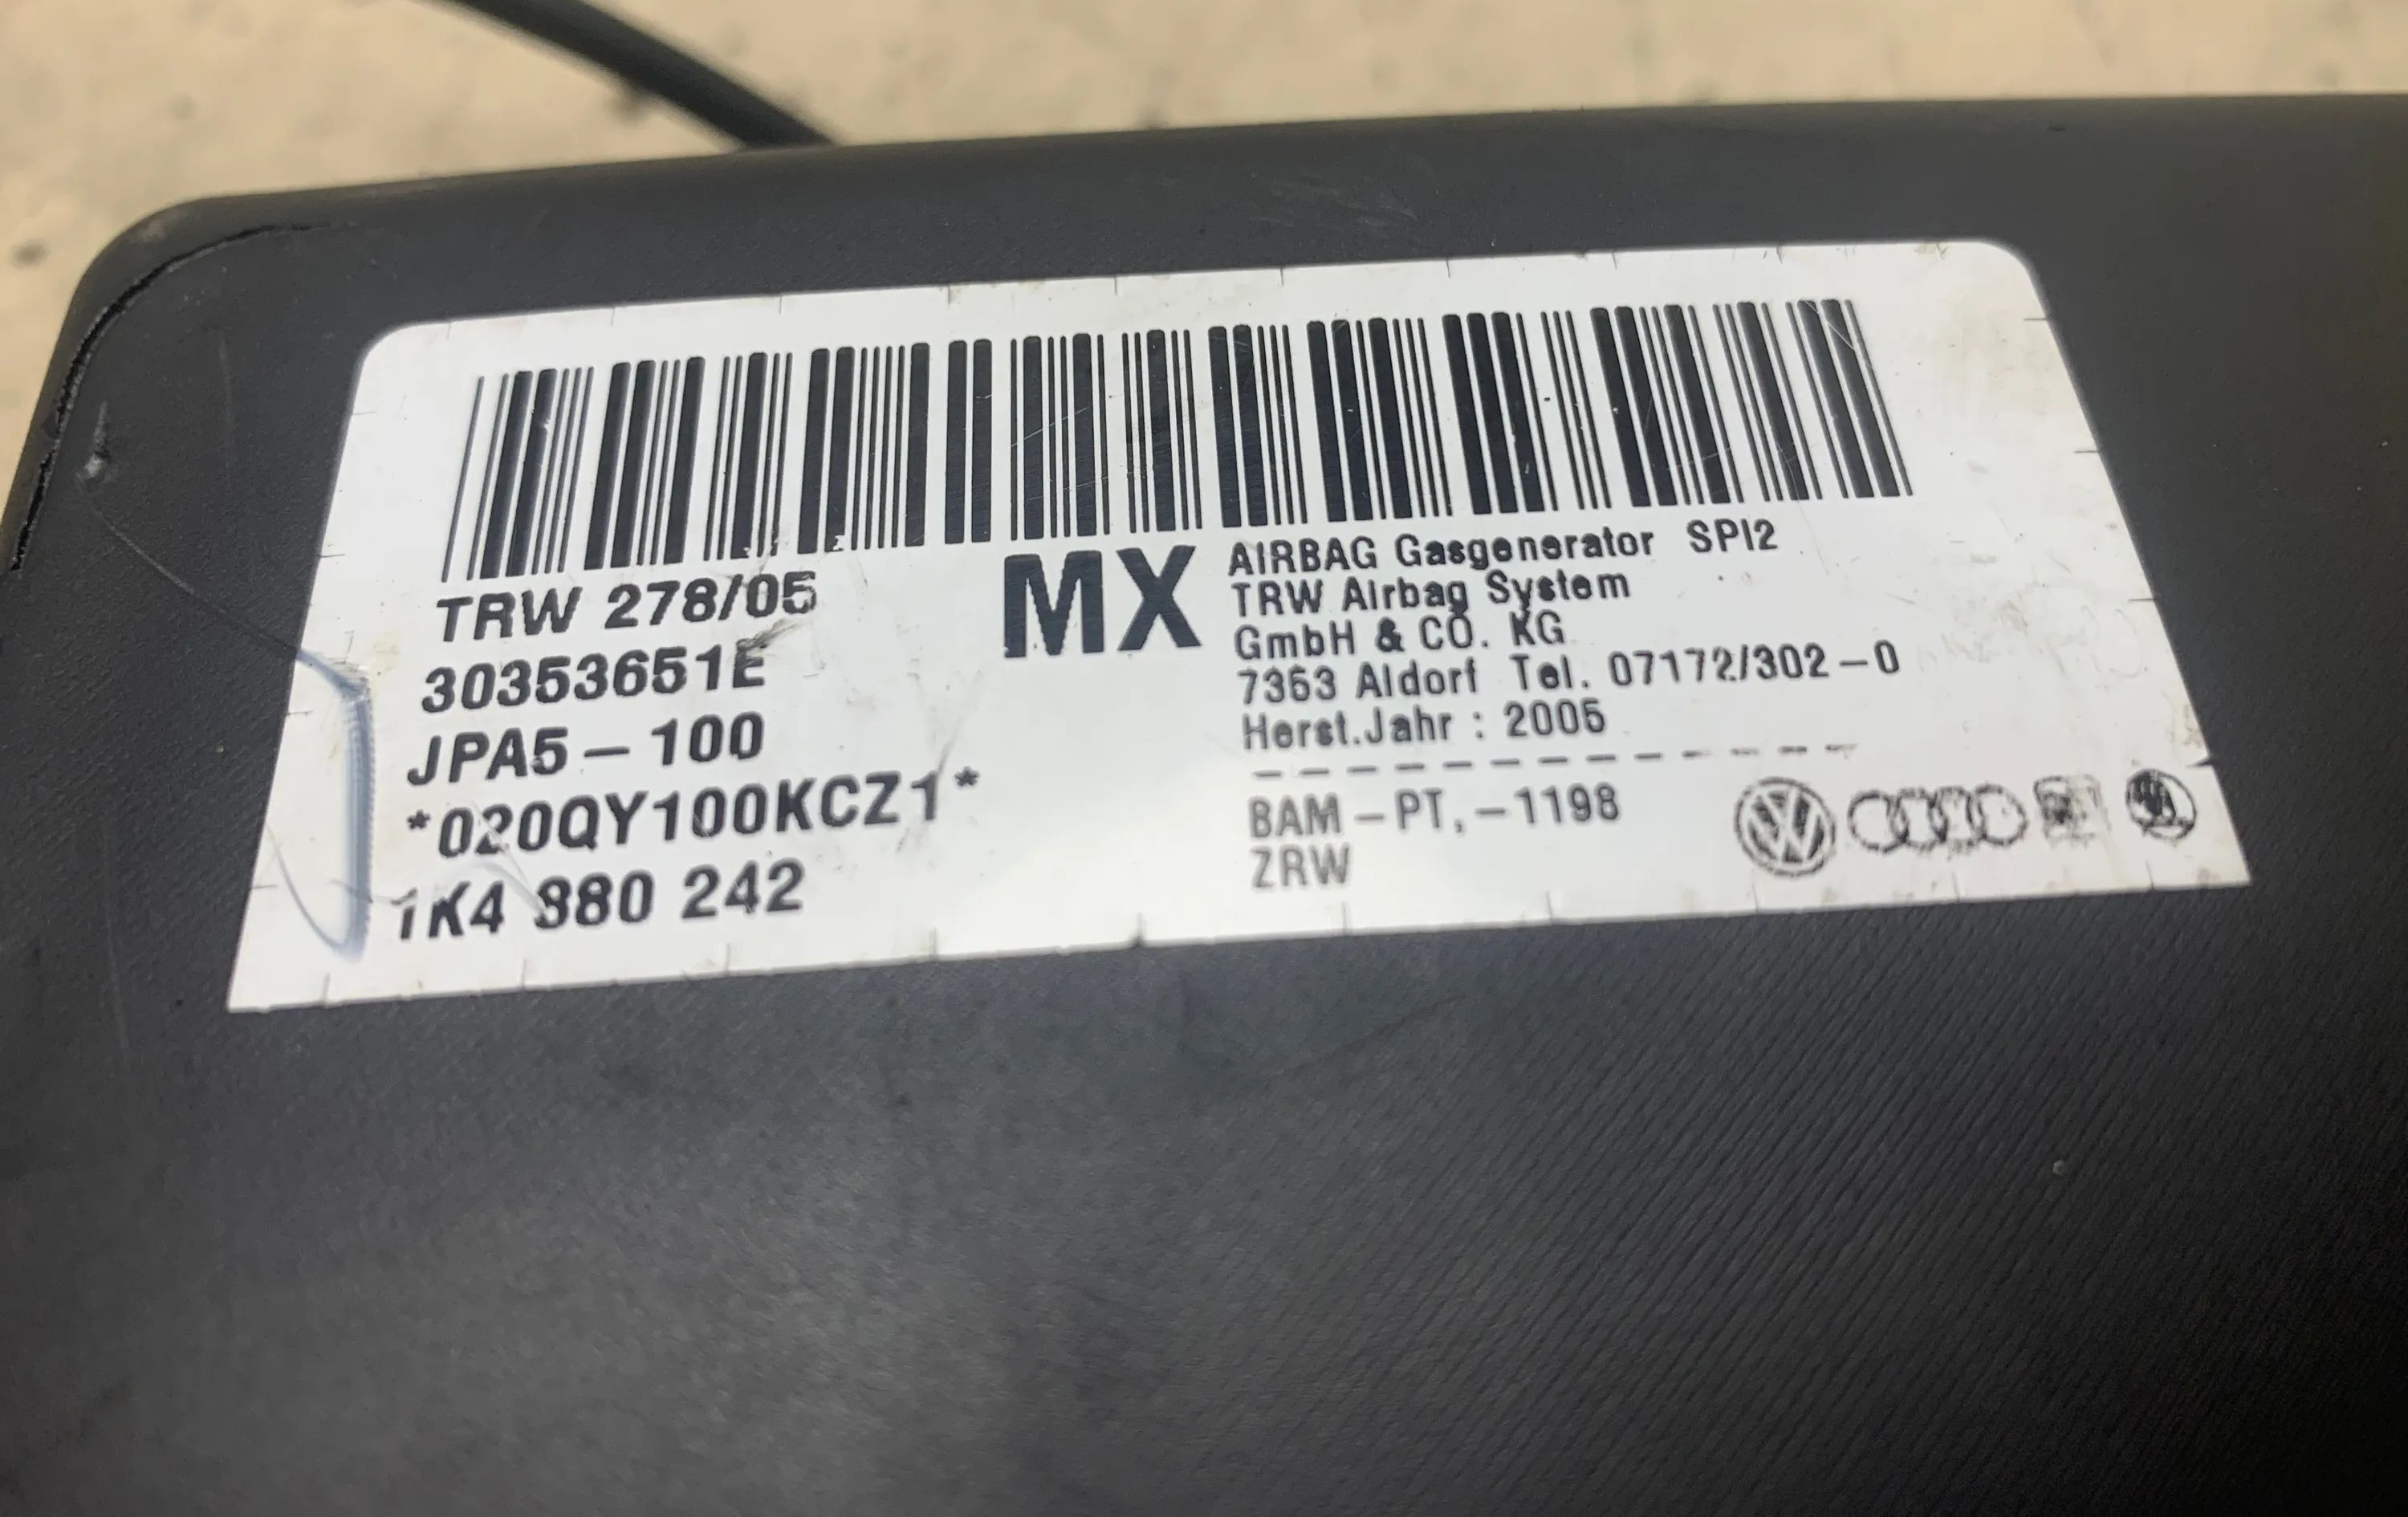 TRW 278/05
30353651E
JPA5-100
*020QY100KCZ1*
1K4 880 242
MX
AIRBAG Gasgenerator SPI2
TRW Airbag System
GmbH & CO. KG
7353 Aldorf Tel. 07172/302-0
Herst.Jahr : 2005
BAM-PT,-1198
ZRW